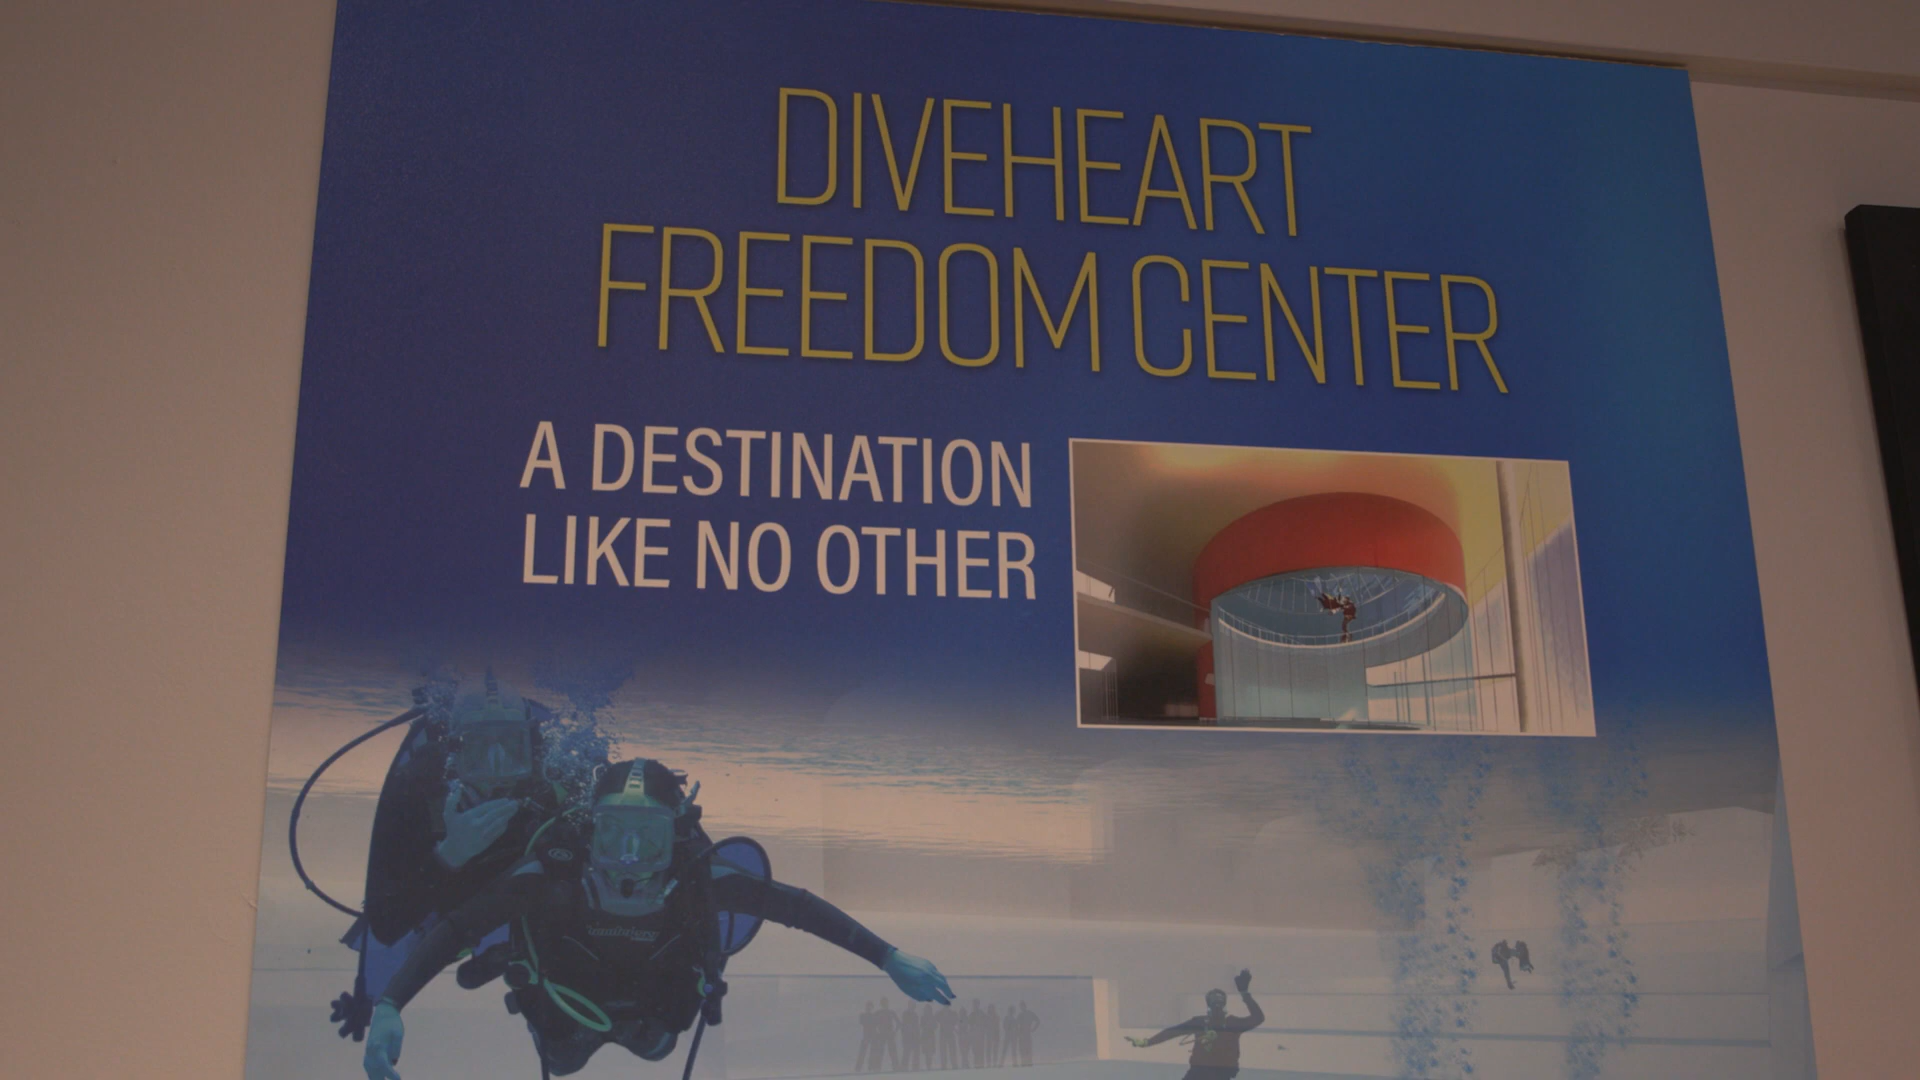 DIVEHEART
FREEDOM CENTER
A DESTINATION
LIKE NO OTHER